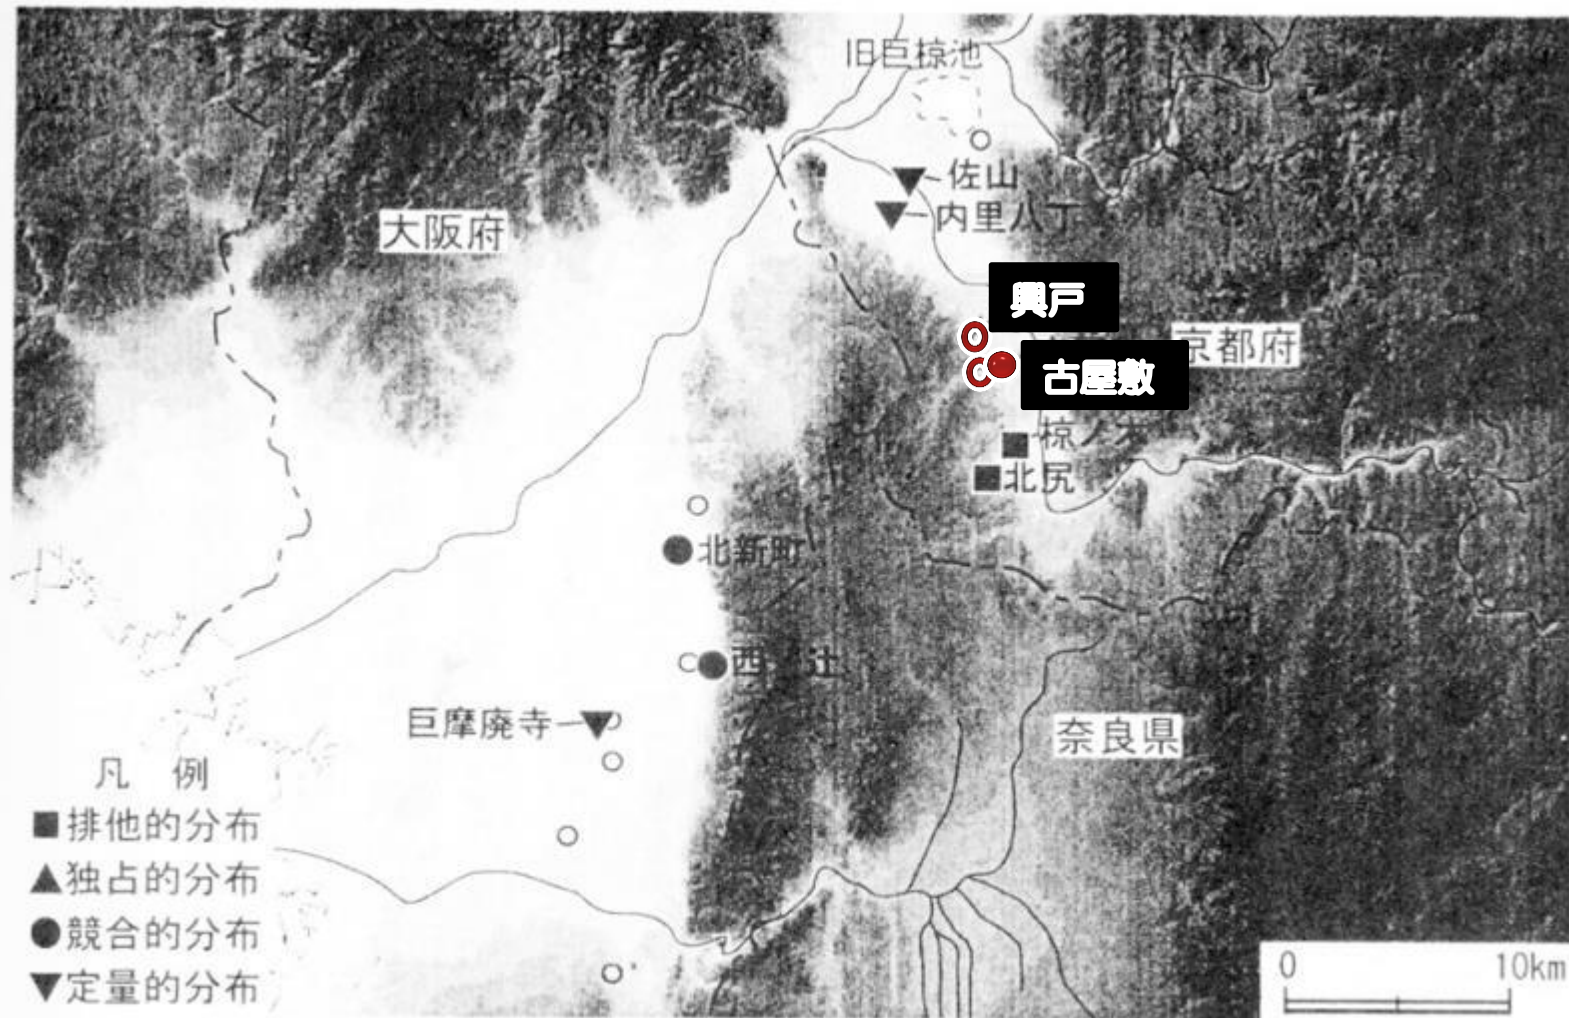 旧巨椋池
佐山
大阪府
内里八丁
興戸
京都府
古屋敷
椋ノ木
北尻
北新町
巨摩廃寺
奈良県
凡 例
■排他的分布
▲独占的分布
●競合的分布
▼定量的分布
0 10km